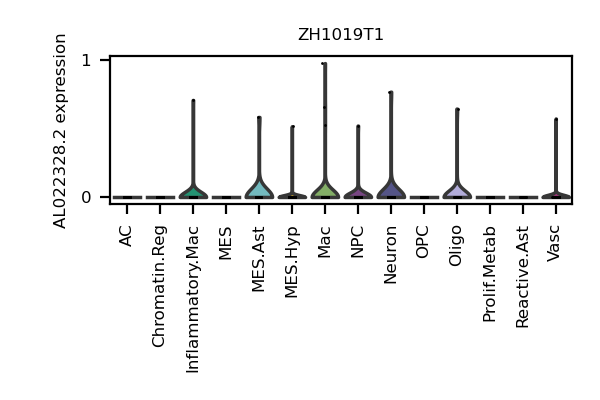 ZH1019T1
AL022328.2 expression
1
0
AC
Chromatin.Reg
Inflammatory.Mac
MES
MES.Ast
MES.Hyp
Mac
NPC
Neuron
OPC
Oligo
Prolif.Metab
Reactive.Ast
Vasc